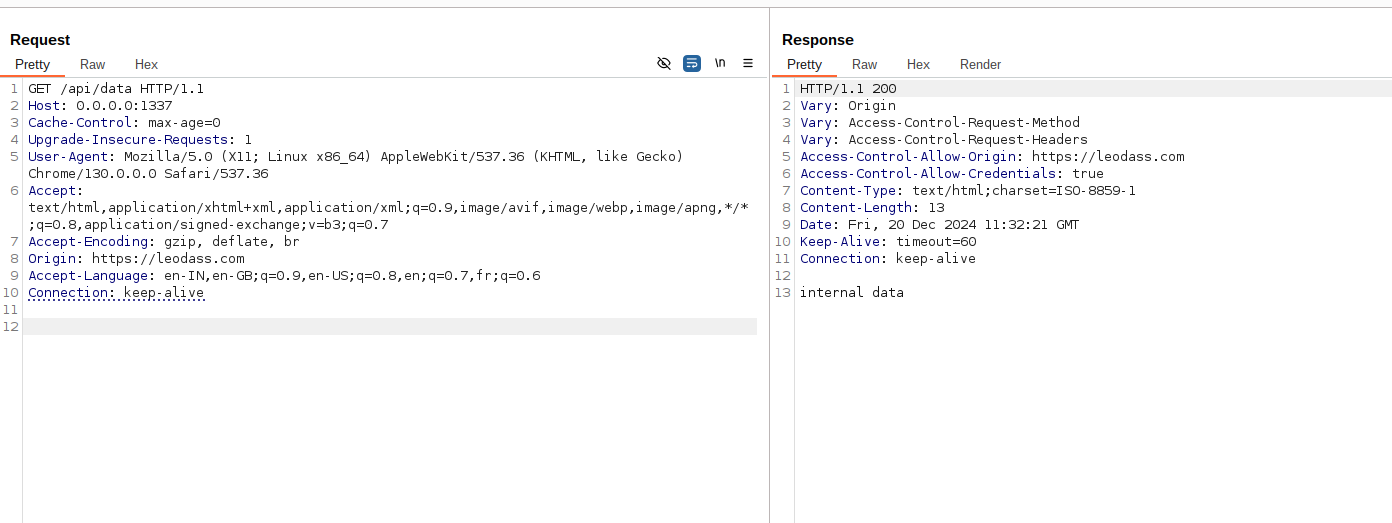 Request
Pretty Raw Hex \n
1 GET /api/data HTTP/1.1
2 Host: 0.0.0.0:1337
3 Cache-Control: max-age=0
4 Upgrade-Insecure-Requests: 1
5 User-Agent: Mozilla/5.0 (X11; Linux x86_64) AppleWebKit/537.36 (KHTML, like Gecko)
Chrome/130.0.0.0 Safari/537.36
6 Accept:
text/html,application/xhtml+xml,application/xml;q=0.9,image/avif,image/webp,image/apng,*/*
;q=0.8,application/signed-exchange;v=b3;q=0.7
7 Accept-Encoding: gzip, deflate, br
8 Origin: https://leodass.com
9 Accept-Language: en-IN,en-GB;q=0.9,en-US;q=0.8,en;q=0.7,fr;q=0.6
10 Connection: keep-alive
11
12
Response
Pretty Raw Hex Render
1 HTTP/1.1 200
2 Vary: Origin
3 Vary: Access-Control-Request-Method
4 Vary: Access-Control-Request-Headers
5 Access-Control-Allow-Origin: https://leodass.com
6 Access-Control-Allow-Credentials: true
7 Content-Type: text/html;charset=ISO-8859-1
8 Content-Length: 13
9 Date: Fri, 20 Dec 2024 11:32:21 GMT
10 Keep-Alive: timeout=60
11 Connection: keep-alive
12
13 internal data